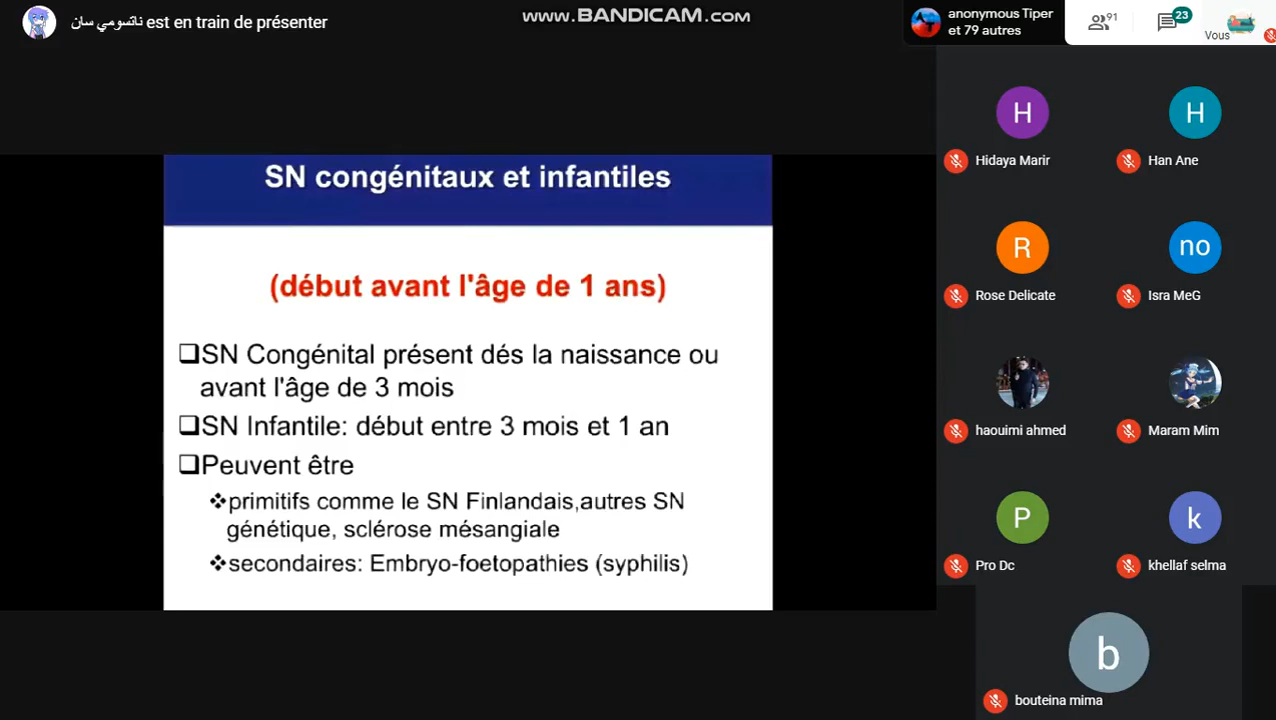 ناتسومي سان est en train de présenter
www.BANDICAM.com
anonymous Tiper
et 79 autres
91
23
Vous
SN congénitaux et infantiles
(début avant l'âge de 1 ans)
❑SN Congénital présent dés la naissance ou
avant l'âge de 3 mois
❑SN Infantile: début entre 3 mois et 1 an
❑Peuvent être
❖primitifs comme le SN Finlandais,autres SN
génétique, sclérose mésangiale
❖secondaires: Embryo-foetopathies (syphilis)
H
Hidaya Marir
H
Han Ane
R
Rose Delicate
no
Isra MeG
haouimi ahmed
Maram Mim
P
Pro Dc
k
khellaf selma
b
bouteina mima